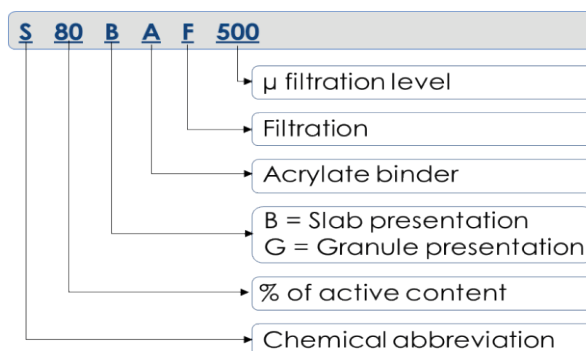 S 80 B A F 500
µ filtration level
Filtration
Acrylate binder
B = Slab presentation
G = Granule presentation
% of active content
Chemical abbreviation